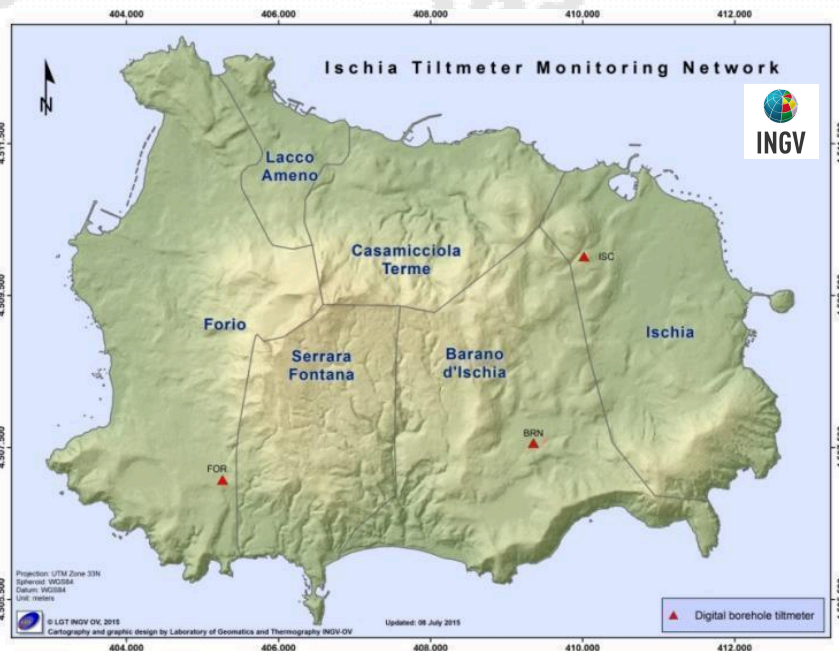 404.000 406.000 408.000 410.000 412.000
Ischia Tiltmeter Monitoring Network
N
INGV
Lacco
Ameno
Casamicciola
Terme
ISC
Forio
Ischia
Serrara
Fontana
Barano
d'Ischia
BRN
FOR
Projection: UTM Zone 33N
Spheroid: WGS84
Datum: WGS84
Unit: meters
© LGT INGV OV, 2015
Cartography and graphic design by Laboratory of Geomatics and Thermography INGV-OV
Updated: 08 July 2015
Digital borehole tiltmeter
404.000 406.000 408.000 410.000 412.000